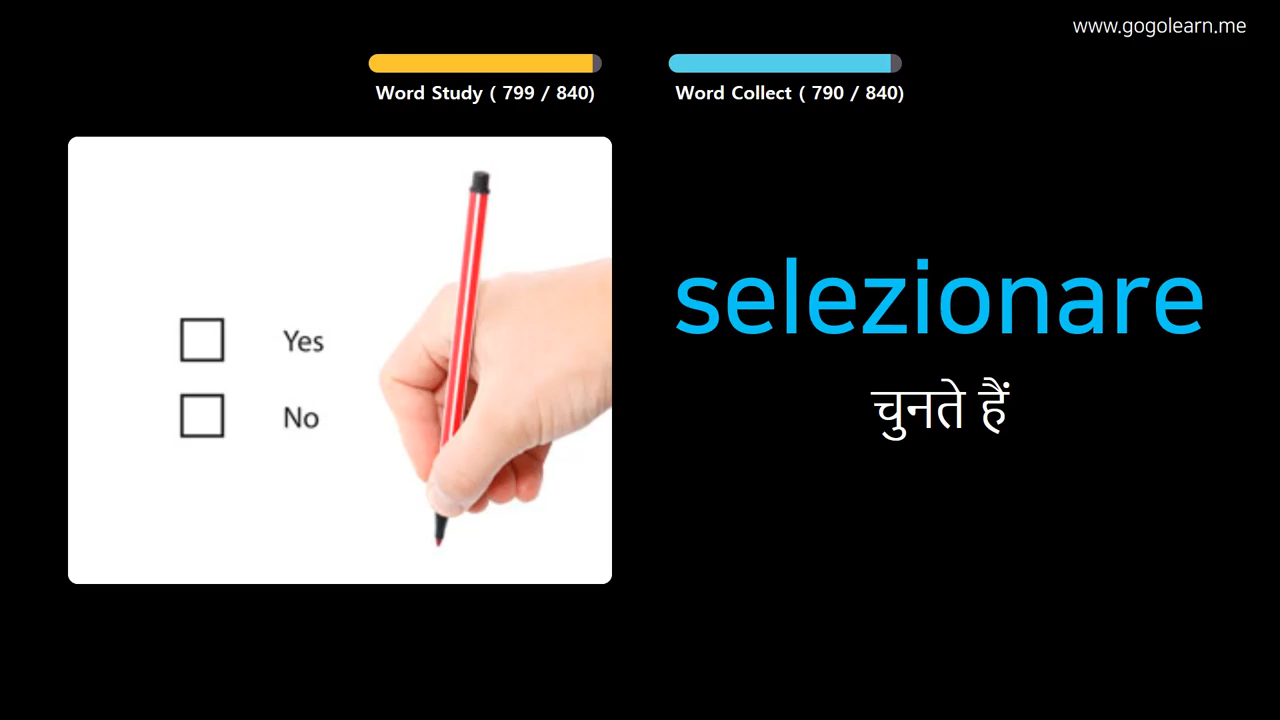 www.gogolearn.me
Word Study ( 799 / 840)
Word Collect ( 790 / 840)
Yes
No
selezionare
चुनते हैं